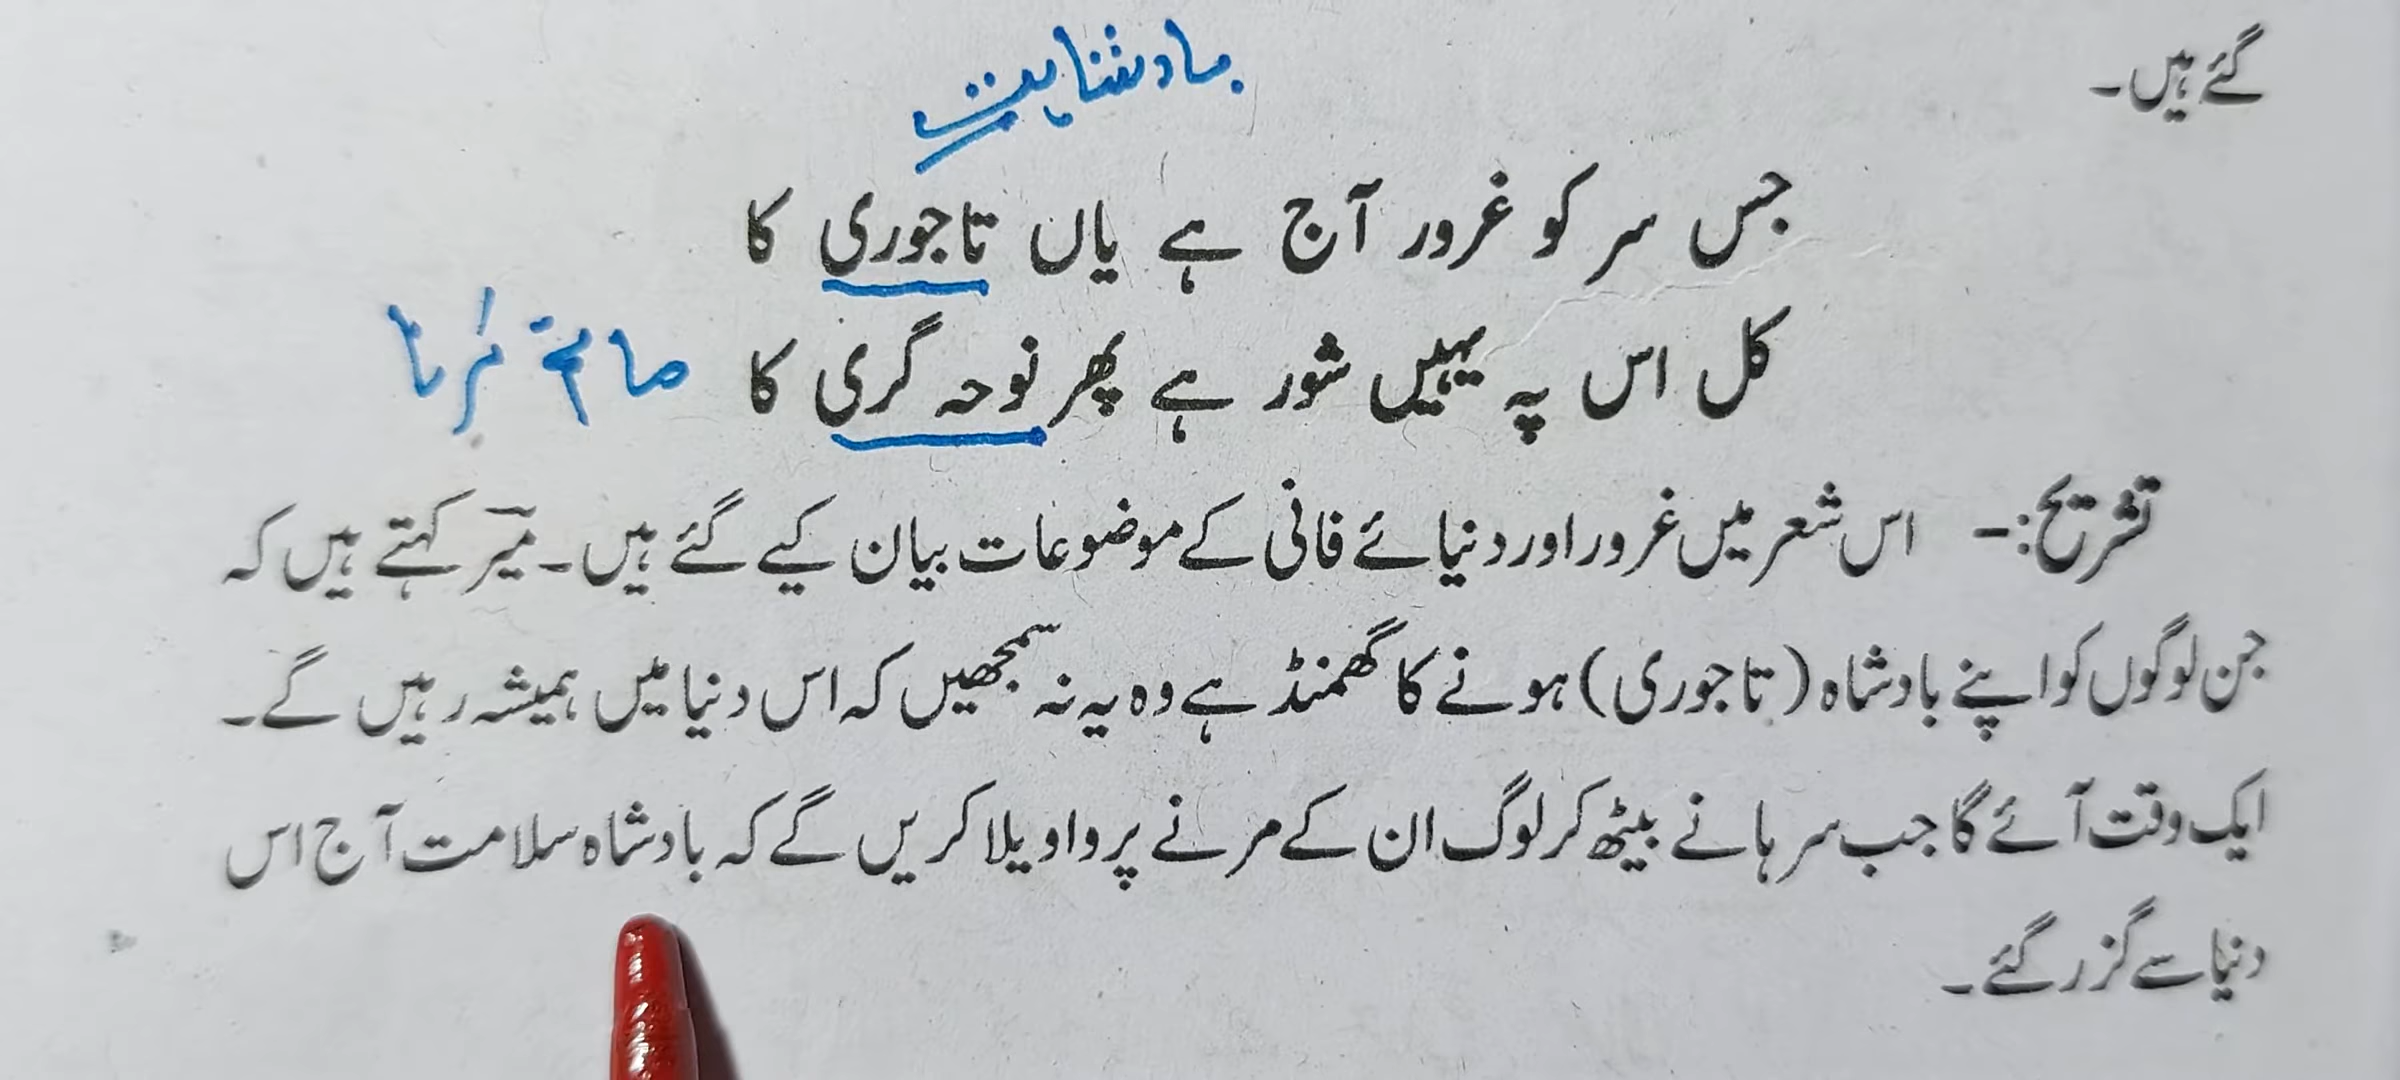 گئے ہیں۔
بادشاہت
جس سر کو غرور آج ہے یاں تاجوری کا
کل اس پہ یہیں شور ہے پھر نوحہ گری کا ماتم کرنا
تشریح:- اس شعر میں غرور اور دنیائے فانی کے موضوعات بیان کیے گئے ہیں۔ میرؔ کہتے ہیں کہ
جن لوگوں کو اپنے بادشاہ (تاجوری) ہونے کا گھمنڈ ہے وہ یہ نہ سمجھیں کہ اس دنیا میں ہمیشہ رہیں گے۔
ایک وقت آئے گا جب سرہانے بیٹھ کر لوگ ان کے مرنے پر واویلا کریں گے کہ بادشاہ سلامت آج اس
دنیا سے گزر گئے۔